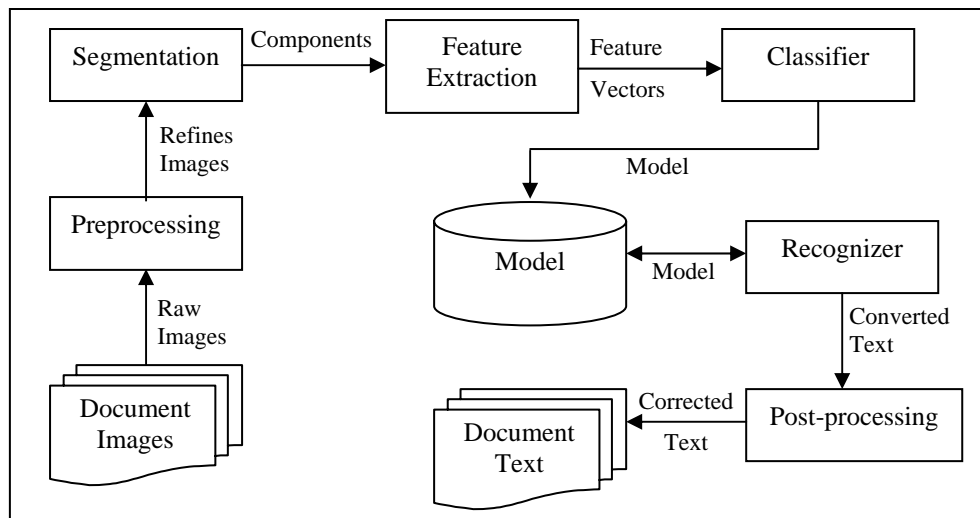 Segmentation
Components
Feature
Extraction
Feature
Vectors
Classifier
Refines
Images
Model
Preprocessing
Model
Model
Recognizer
Raw
Images
Converted
Text
Document
Images
Document
Text
Corrected
Text
Post-processing